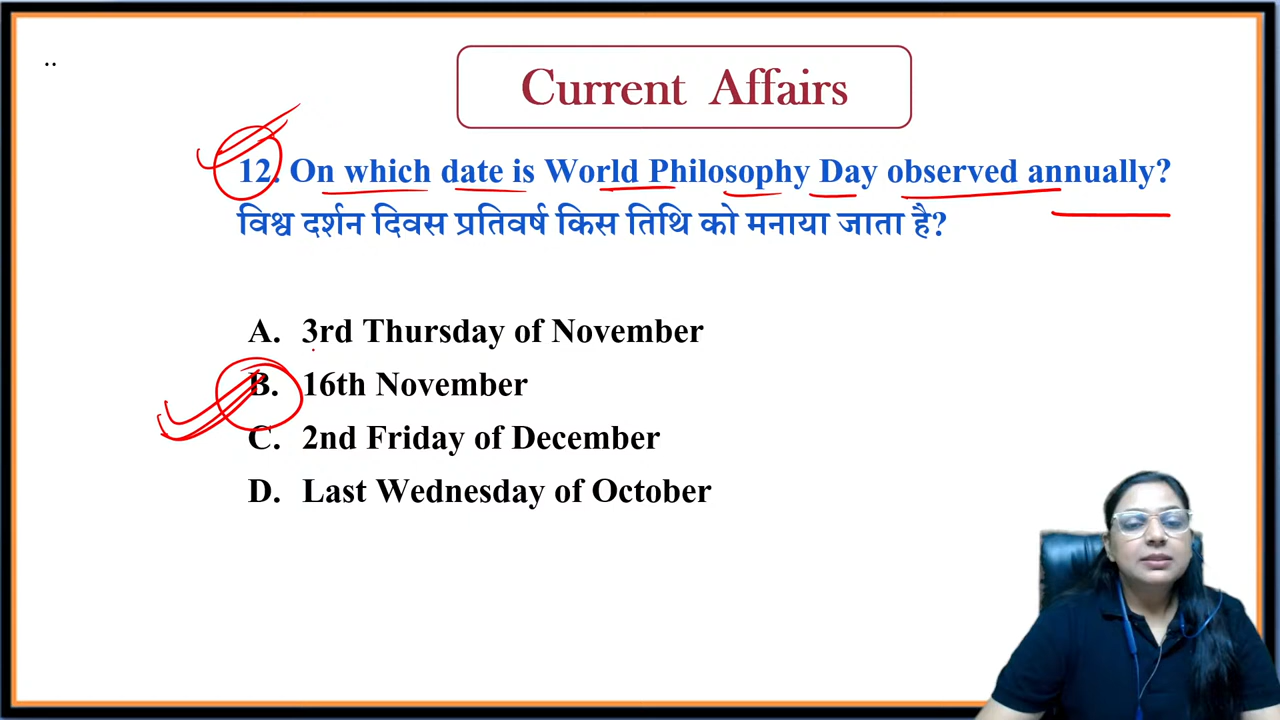 ..
Current Affairs
12. On which date is World Philosophy Day observed annually?
विश्व दर्शन दिवस प्रतिवर्ष किस तिथि को मनाया जाता है?
A. 3rd Thursday of November
B. 16th November
C. 2nd Friday of December
D. Last Wednesday of October